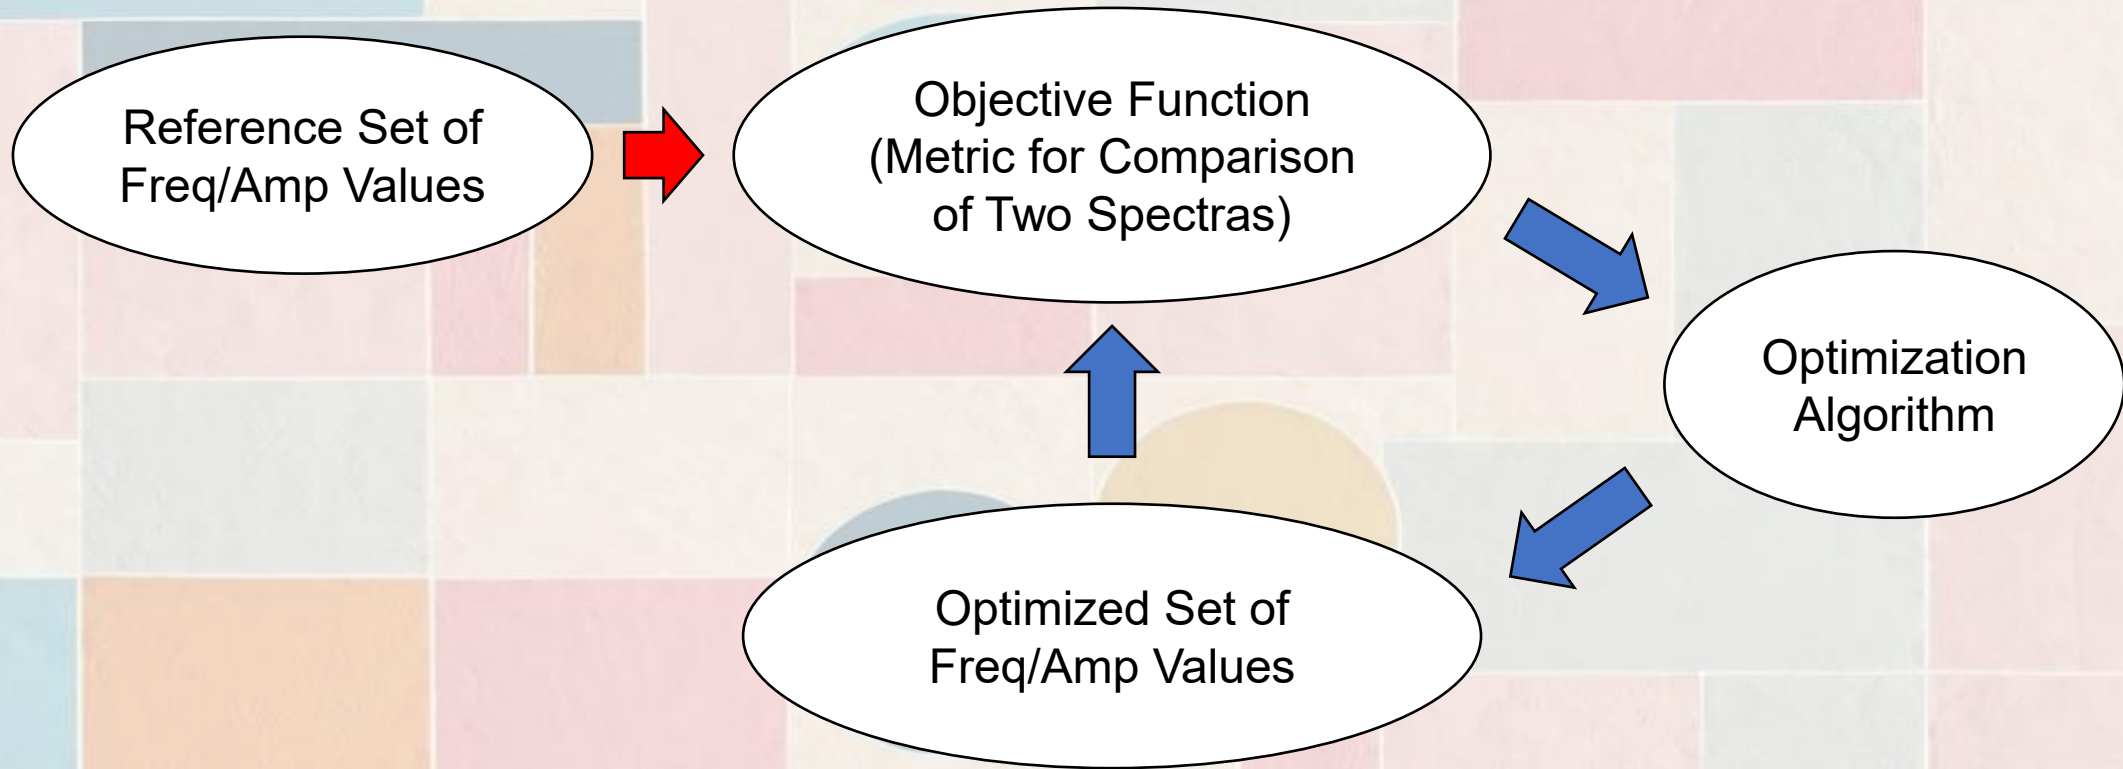 Reference Set of
Freq/Amp Values
Objective Function
(Metric for Comparison
of Two Spectras)
Optimization
Algorithm
Optimized Set of
Freq/Amp Values